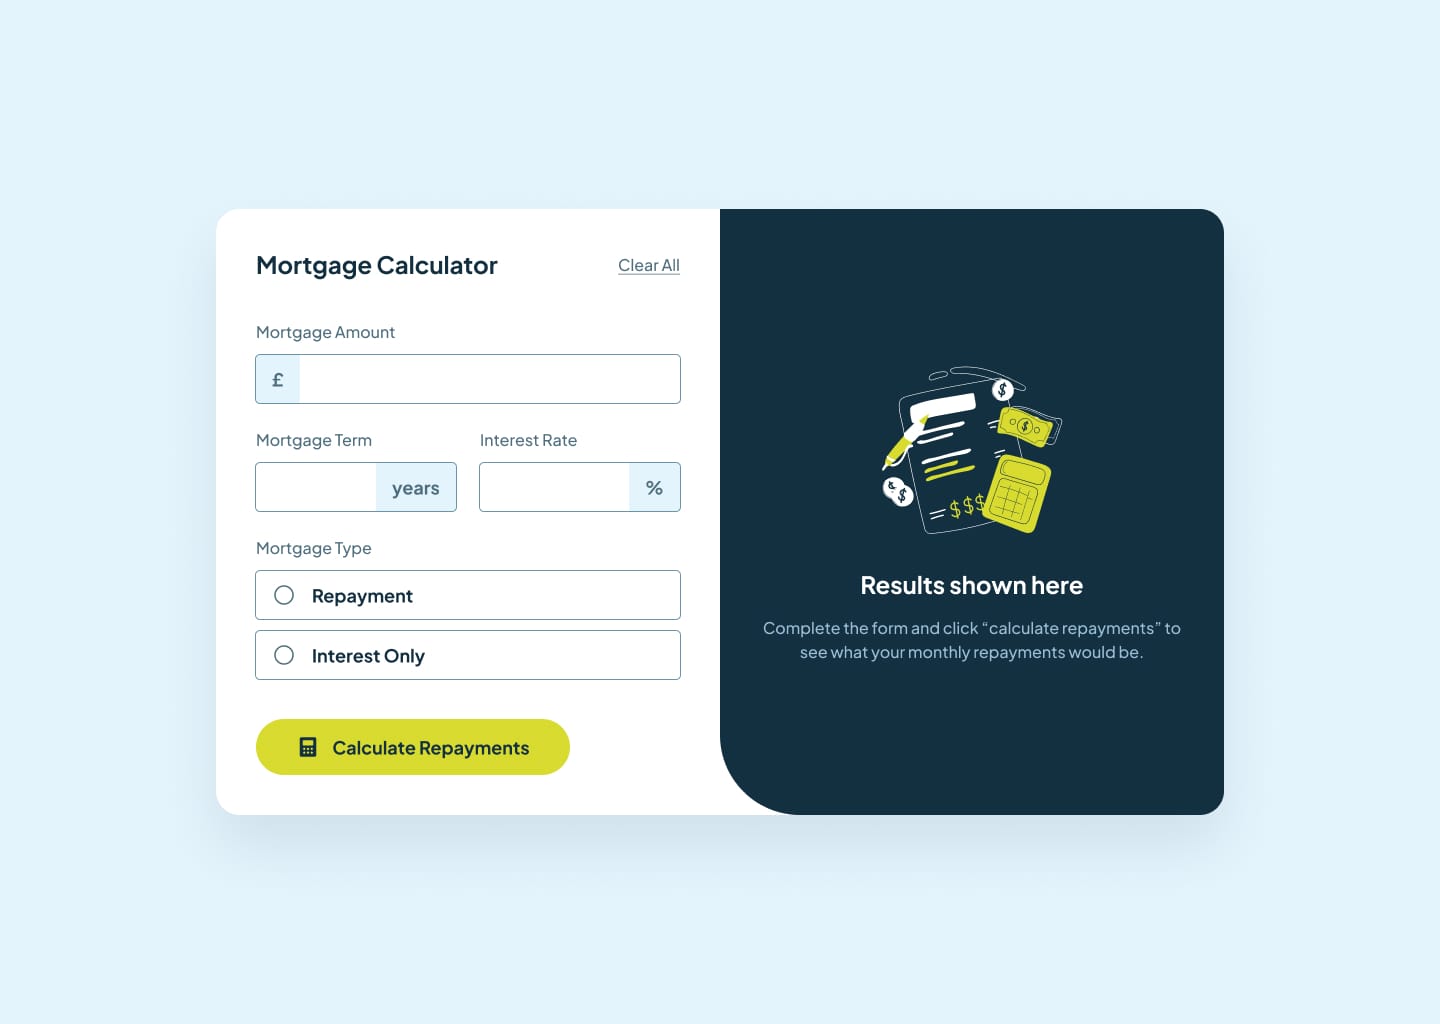 Mortgage Calculator
Clear All
Mortgage Amount
£
Mortgage Term
Interest Rate
years
%
Mortgage Type
Repayment
Interest Only
Calculate Repayments
$
$
$
$
$$$
Results shown here
Complete the form and click “calculate repayments” to
see what your monthly repayments would be.